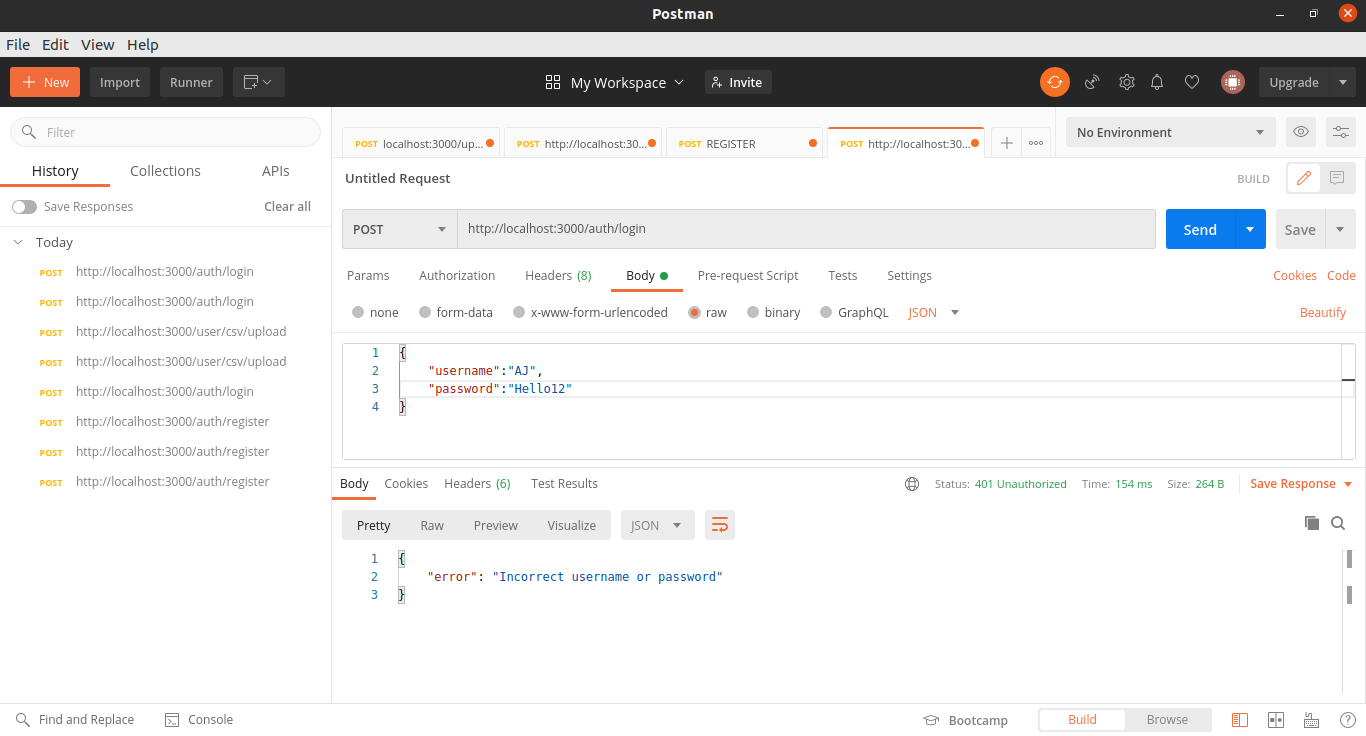 Postman
File Edit View Help
New Import Runner My Workspace Invite Upgrade
Filter
History Collections APIs
Save Responses Clear all
Today
POST http://localhost:3000/auth/login
POST http://localhost:3000/auth/login
POST http://localhost:3000/user/csv/upload
POST http://localhost:3000/user/csv/upload
POST http://localhost:3000/auth/login
POST http://localhost:3000/auth/register
POST http://localhost:3000/auth/register
POST http://localhost:3000/auth/register
POST localhost:3000/up... POST http://localhost:30... POST REGISTER POST http://localhost:30... No Environment
Untitled Request BUILD
POST http://localhost:3000/auth/login Send Save
Params Authorization Headers (8) Body Pre-request Script Tests Settings Cookies Code
none form-data x-www-form-urlencoded raw binary GraphQL JSON Beautify
1 {
2 "username":"AJ",
3 "password":"Hello12"
4 }
Body Cookies Headers (6) Test Results Status: 401 Unauthorized Time: 154 ms Size: 264 B Save Response
Pretty Raw Preview Visualize JSON
1 {
2 "error": "Incorrect username or password"
3 }
Find and Replace Console Bootcamp Build Browse